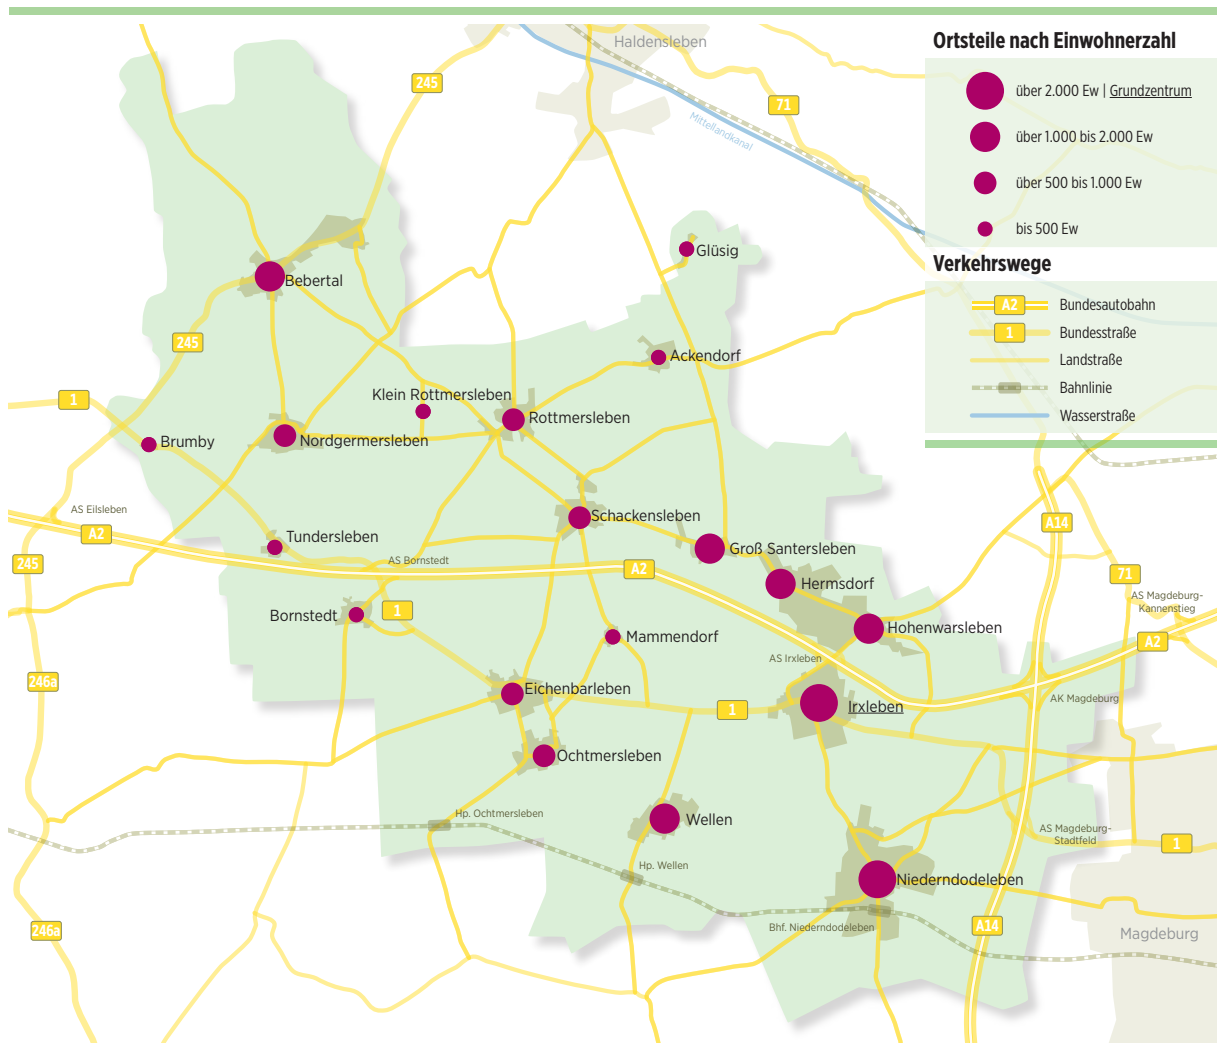 Ortsteile nach Einwohnerzahl
über 2.000 Ew | Grundzentrum
über 1.000 bis 2.000 Ew
über 500 bis 1.000 Ew
bis 500 Ew
Verkehrswege
A2 Bundesautobahn
1 Bundesstraße
Landstraße
Bahnlinie
Wasserstraße
Haldensleben
245
71
Mittellandkanal
Glüsig
Bebertal
245
Ackendorf
Klein Rottmersleben
1
Rottmersleben
Nordgermersleben
Brumby
AS Eilsleben
Schackensleben
A14
A2
Tundersleben
Groß Santersleben
AS Bornstedt
245
A2
71
Hermsdorf
AS Magdeburg-
Kannenstieg
Bornstedt
1
Hohenwarsleben
Mammendorf
A2
AS Irxleben
246a
Eichenbarleben
AK Magdeburg
Irxleben
1
Ochtmersleben
Hp. Ochtmersleben
Wellen
AS Magdeburg-
Stadtfeld
1
Hp. Wellen
Niederndodeleben
Bhf. Niederndodeleben
A14
246a
Magdeburg